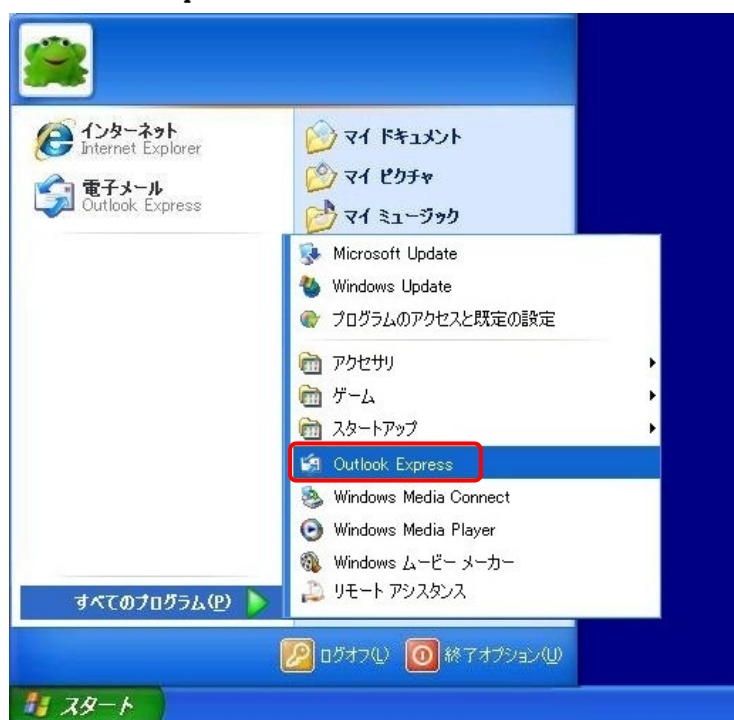 インターネット
Internet Explorer
電子メール
Outlook Express
マイ ドキュメント
マイ ピクチャ
マイ ミュージック
Microsoft Update
Windows Update
プログラムのアクセスと既定の設定
アクセサリ
ゲーム
スタートアップ
Outlook Express
Windows Media Connect
Windows Media Player
Windows ムービー メーカー
リモート アシスタンス
すべてのプログラム(P)
ログオフ(L)
終了オプション(U)
スタート